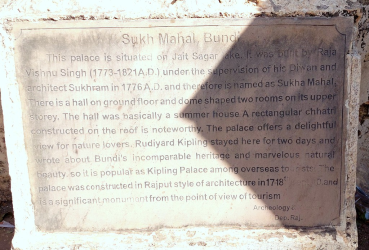 Sukh Mahal, Bundi
This palace is situated on Jait Sagar lake. It was built by Raja
Vishnu Singh (1773-1821A.D.) under the supervision of his Diwan and
architect Sukhram in 1776 A.D. and therefore is named as Sukha Mahal.
There is a hall on ground floor and dome shaped two rooms on its upper
storey. The hall was basically a summer house A rectangular chhatri
constructed on the roof is noteworthy. The palace offers a delightful
view for nature lovers. Rudiyard Kipling stayed here for two days and
wrote about Bundi's incomparable heritage and marvelous natural
beauty, so it is popular as Kipling Palace among overseas The
palace was constructed in Rajput style of architecture in and
is a significant monument from the point of view of tourism
Archeology
Raj.